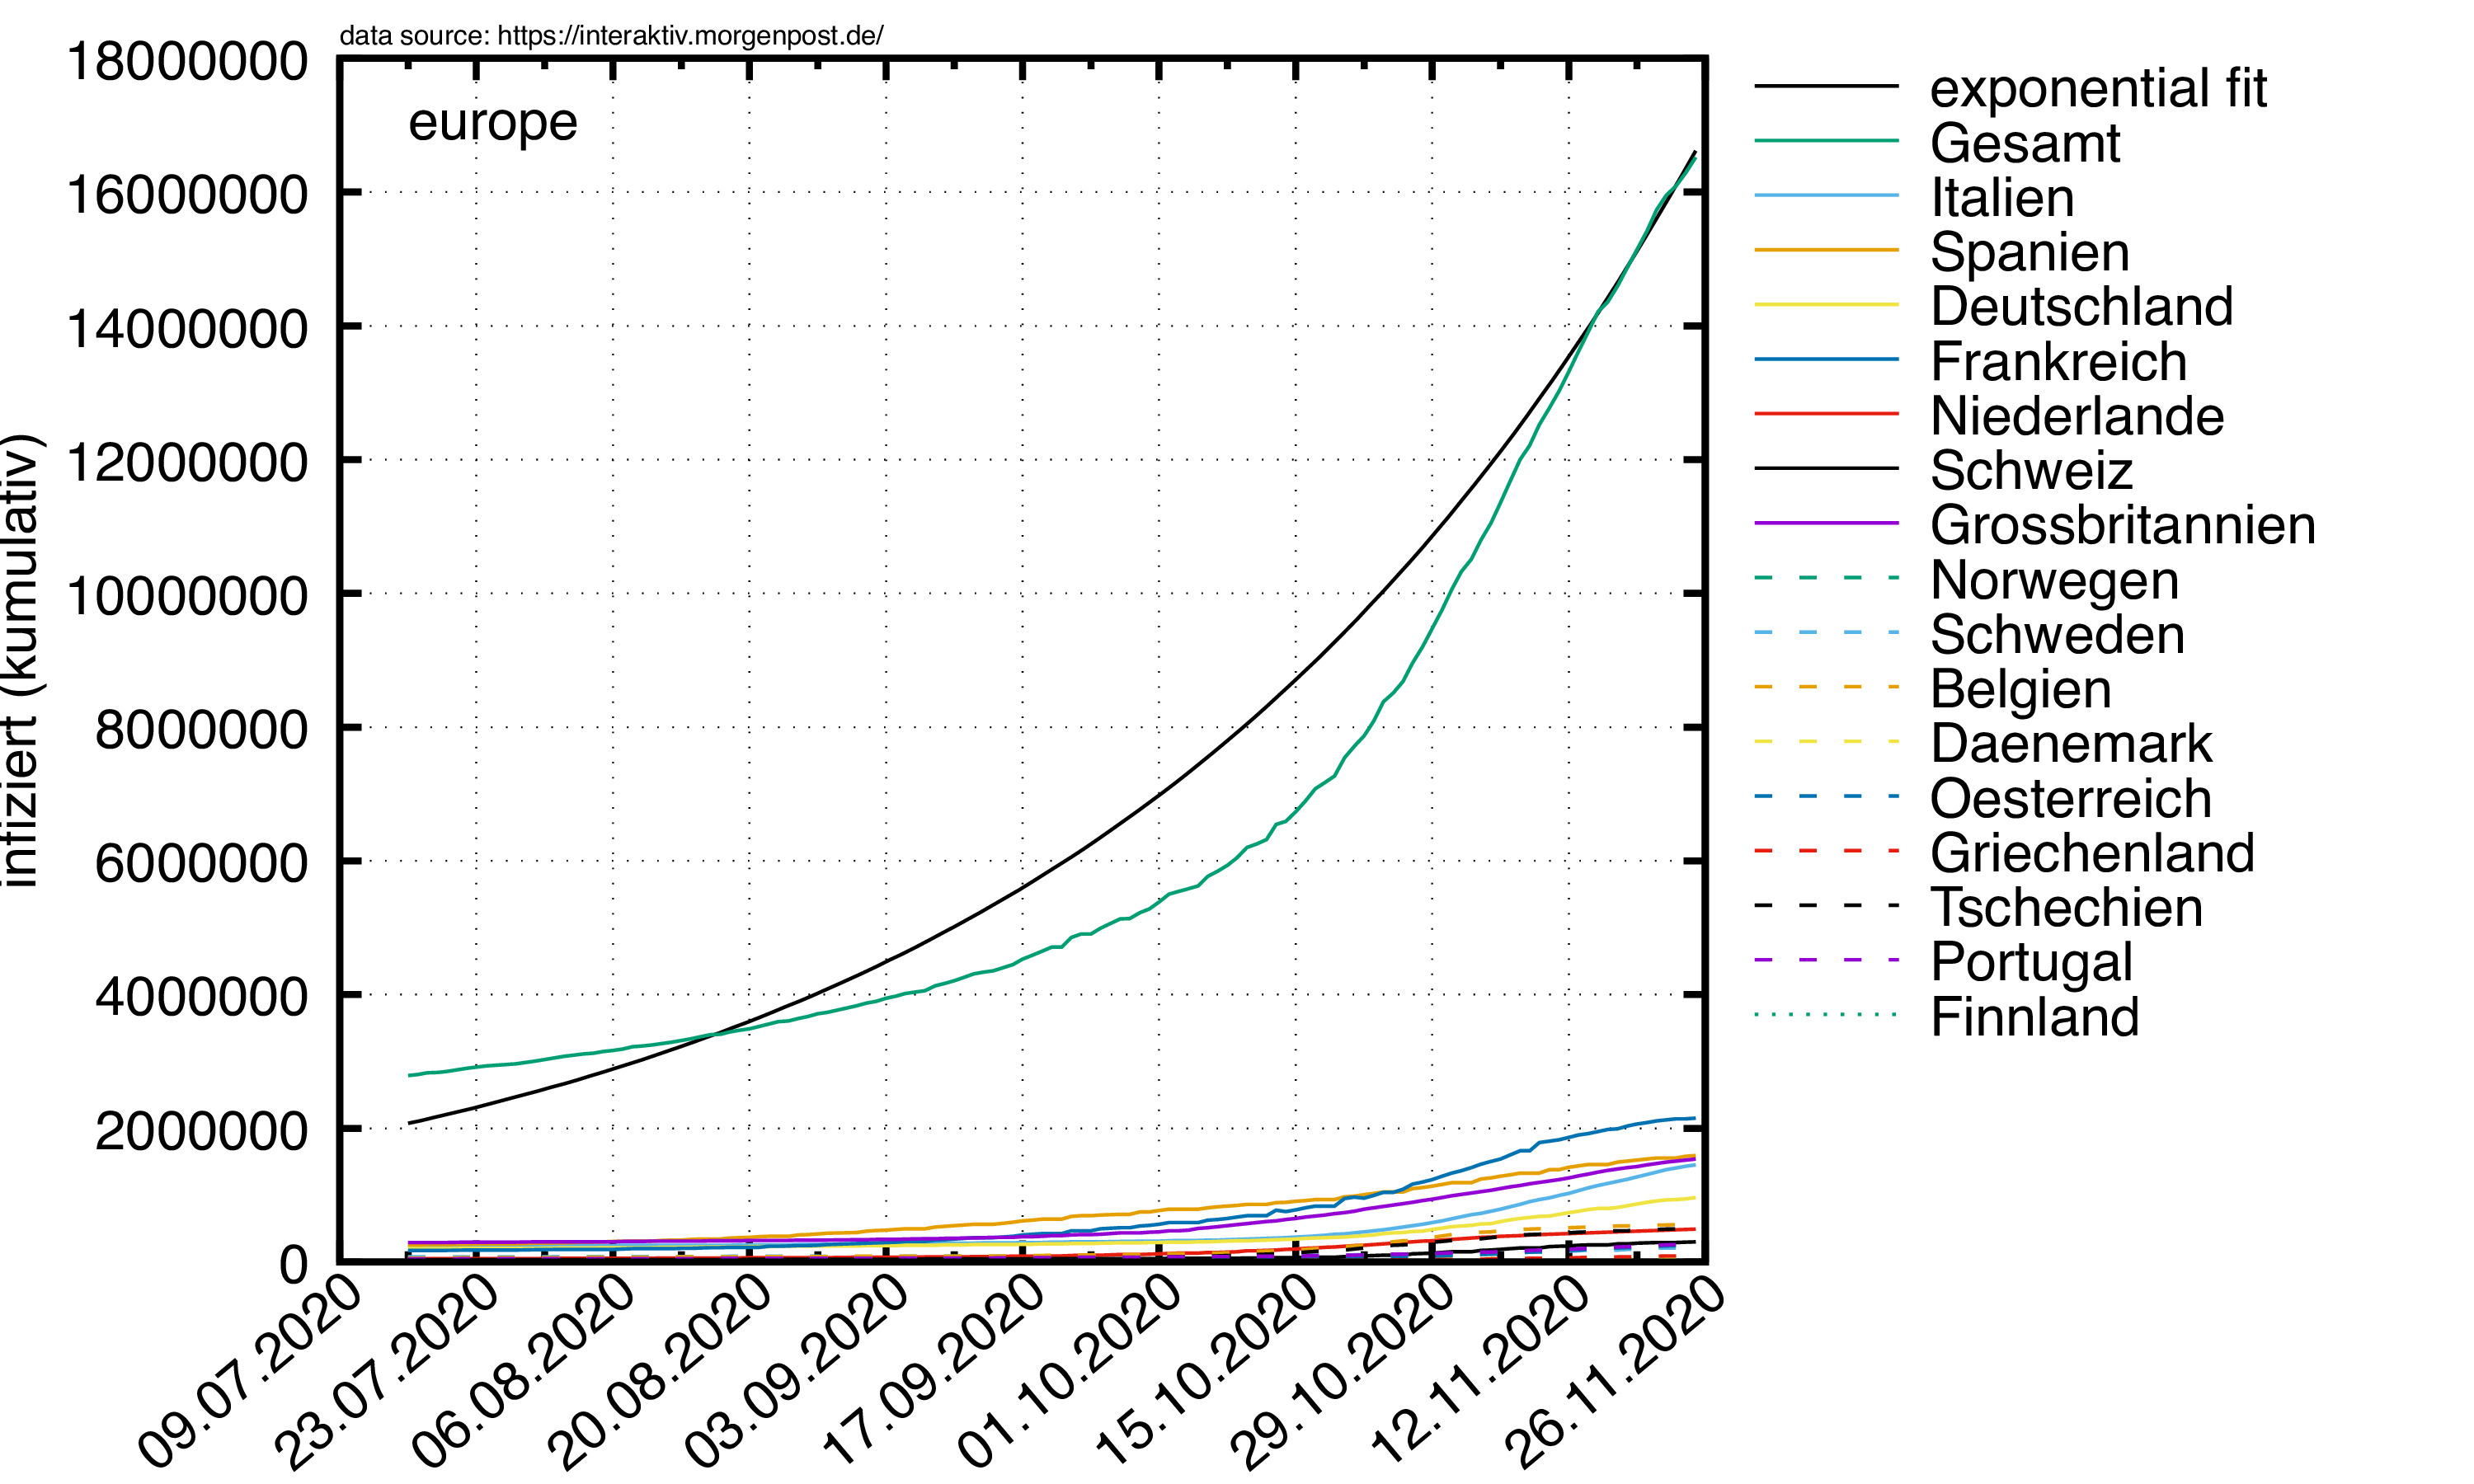 data source: https://interaktiv.morgenpost.de/
europe
infiziert (kumulativ)
18000000
16000000
14000000
12000000
10000000
8000000
6000000
4000000
2000000
0
09.07.2020
23.07.2020
06.08.2020
20.08.2020
03.09.2020
17.09.2020
01.10.2020
15.10.2020
29.10.2020
12.11.2020
26.11.2020
exponential fit
Gesamt
Italien
Spanien
Deutschland
Frankreich
Niederlande
Schweiz
Grossbritannien
Norwegen
Schweden
Belgien
Daenemark
Oesterreich
Griechenland
Tschechien
Portugal
Finnland